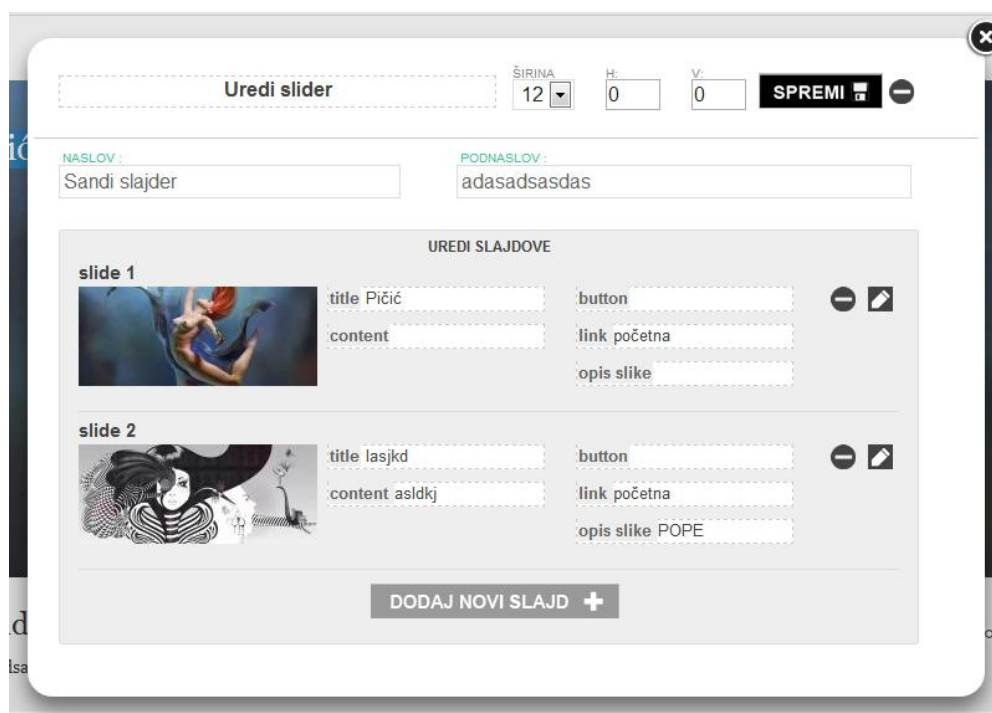 ŠIRINA H: V:
Uredi slider 12 0 0 SPREMI
NASLOV : PODNASLOV :
Sandi slajder adasadsasdas
UREDI SLAJDOVE
slide 1
title Pičić button
content link početna
opis slike
slide 2
title lasjkd button
content asldkj link početna
opis slike POPE
DODAJ NOVI SLAJD